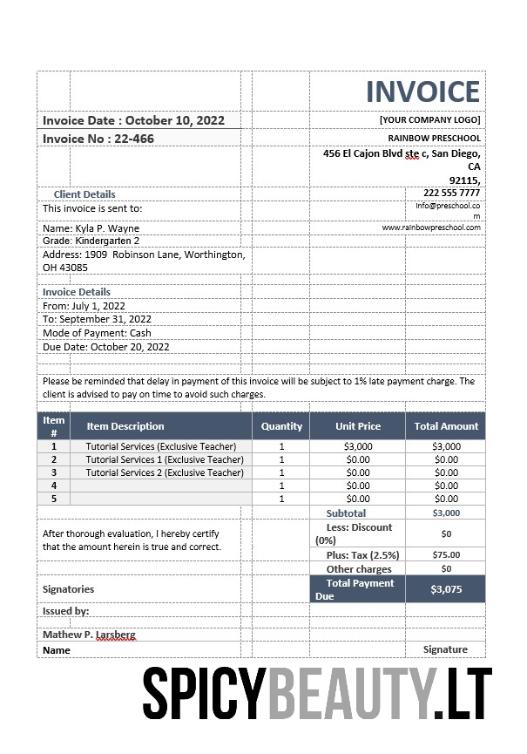 INVOICE
Invoice Date : October 10, 2022
[YOUR COMPANY LOGO]
Invoice No : 22-466
RAINBOW PRESCHOOL
456 El Cajon Blvd ste c, San Diego,
CA
92115,
Client Details
222 555 7777
This invoice is sent to:
Info@preschool.co
m
Name: Kyla P. Wayne
www.rainbowpreschool.com
Grade: Kindergarten 2
Address: 1909 Robinson Lane, Worthington,
OH 43085
Invoice Details
From: July 1, 2022
To: September 31, 2022
Mode of Payment: Cash
Due Date: October 20, 2022
Please be reminded that delay in payment of this invoice will be subject to 1% late payment charge. The
client is advised to pay on time to avoid such charges.
Item # Item Description Quantity Unit Price Total Amount
1 Tutorial Services (Exclusive Teacher) 1 $3,000 $3,000
2 Tutorial Services 1 (Exclusive Teacher) 1 $0.00 $0.00
3 Tutorial Services 2 (Exclusive Teacher) 1 $0.00 $0.00
4 1 $0.00 $0.00
5 1 $0.00 $0.00
Subtotal $3,000
After thorough evaluation, I hereby certify
that the amount herein is true and correct.
Less: Discount
(0%) $0
Plus: Tax (2.5%) $75.00
Other charges $0
Signatories
Total Payment
Due $3,075
Issued by:
Mathew P. Larsberg
Name
Signature
SPICYBEAUTY.LT